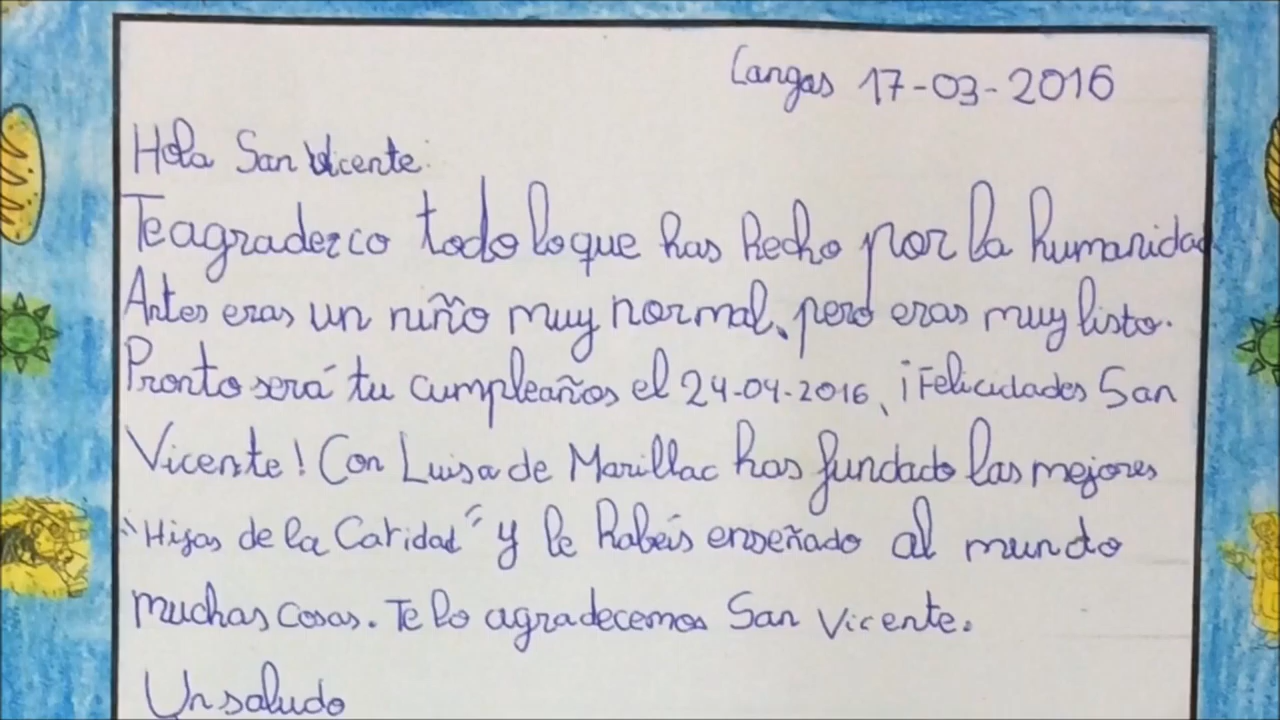 Cangas 17-03-2016
Hola San Vicente.
Te agraderco todo lo que has hecho por la humanidad
Antes eras un niño muy normal, pero eras muy listo.
Pronto será tu cumpleaños el 24-04-2016, ¡Felicidades San
Vicente! Con Luisa de Marillac has fundado las mejores
"Hijas de la Caridad" y le habéis enseñado al mundo
muchas cosas. Te lo agradecemos San Vicente.
Un saludo